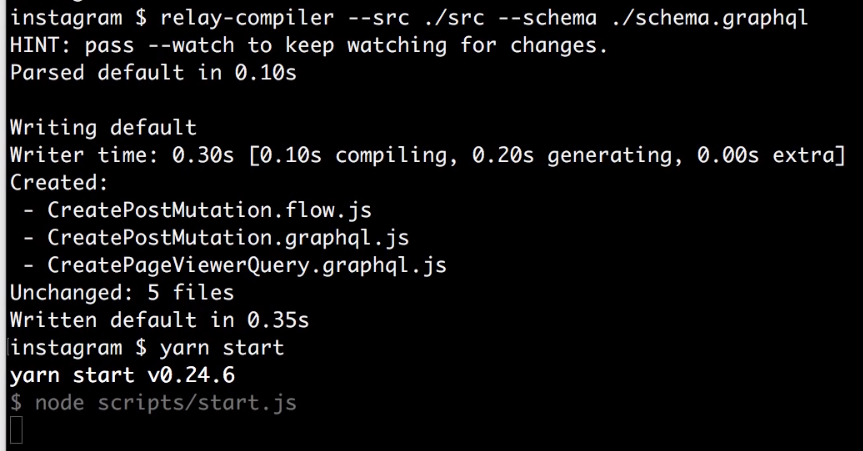 instagram $ relay-compiler --src ./src --schema ./schema.graphql
HINT: pass --watch to keep watching for changes.
Parsed default in 0.10s
Writing default
Writer time: 0.30s [0.10s compiling, 0.20s generating, 0.00s extra]
Created:
 - CreatePostMutation.flow.js
 - CreatePostMutation.graphql.js
 - CreatePageViewerQuery.graphql.js
Unchanged: 5 files
Written default in 0.35s
instagram $ yarn start
yarn start v0.24.6
$ node scripts/start.js